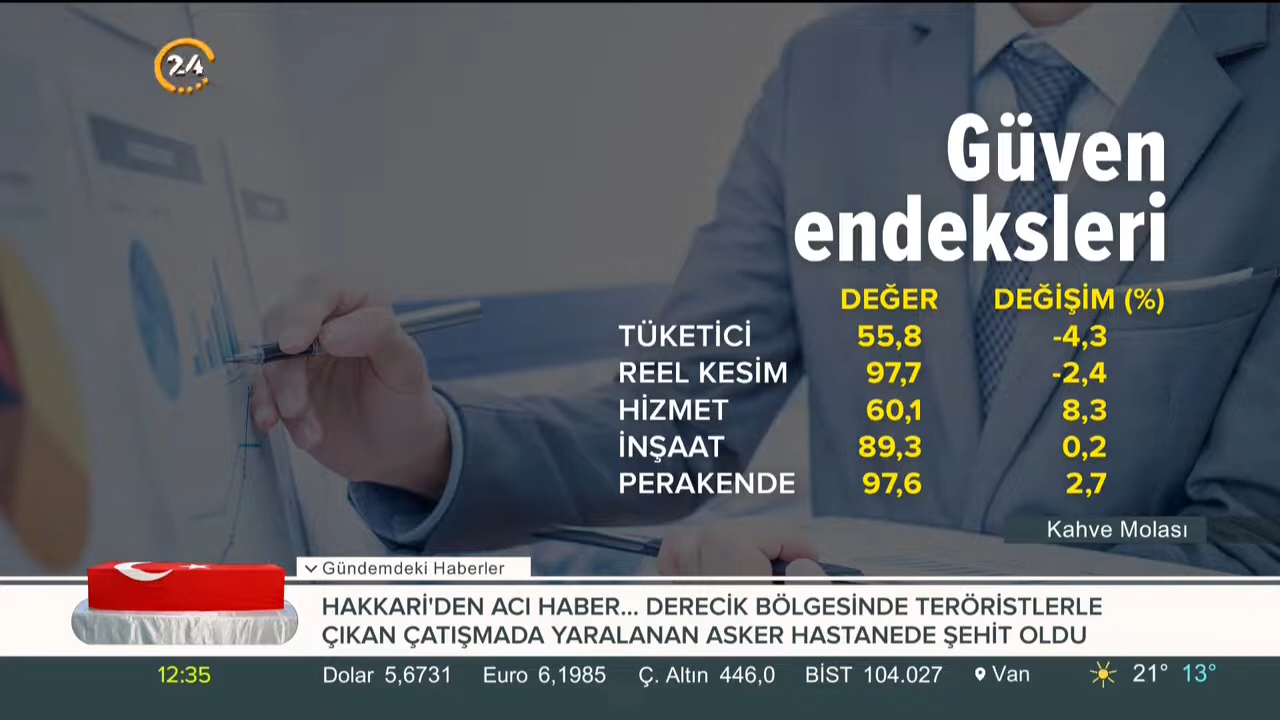 24
Güven
endeksleri
DEĞER DEĞİŞİM (%)
TÜKETİCİ 55,8 -4,3
REEL KESİM 97,7 -2,4
HİZMET 60,1 8,3
İNŞAAT 89,3 0,2
PERAKENDE 97,6 2,7
Kahve Molası
Gündemdeki Haberler
HAKKARİ'DEN ACI HABER... DERECİK BÖLGESİNDE TERÖRİSTLERLE
ÇIKAN ÇATIŞMADA YARALANAN ASKER HASTANEDE ŞEHİT OLDU
12:35 Dolar 5,6731 Euro 6,1985 Ç. Altın 446,0 BİST 104.027 Van 21° 13°